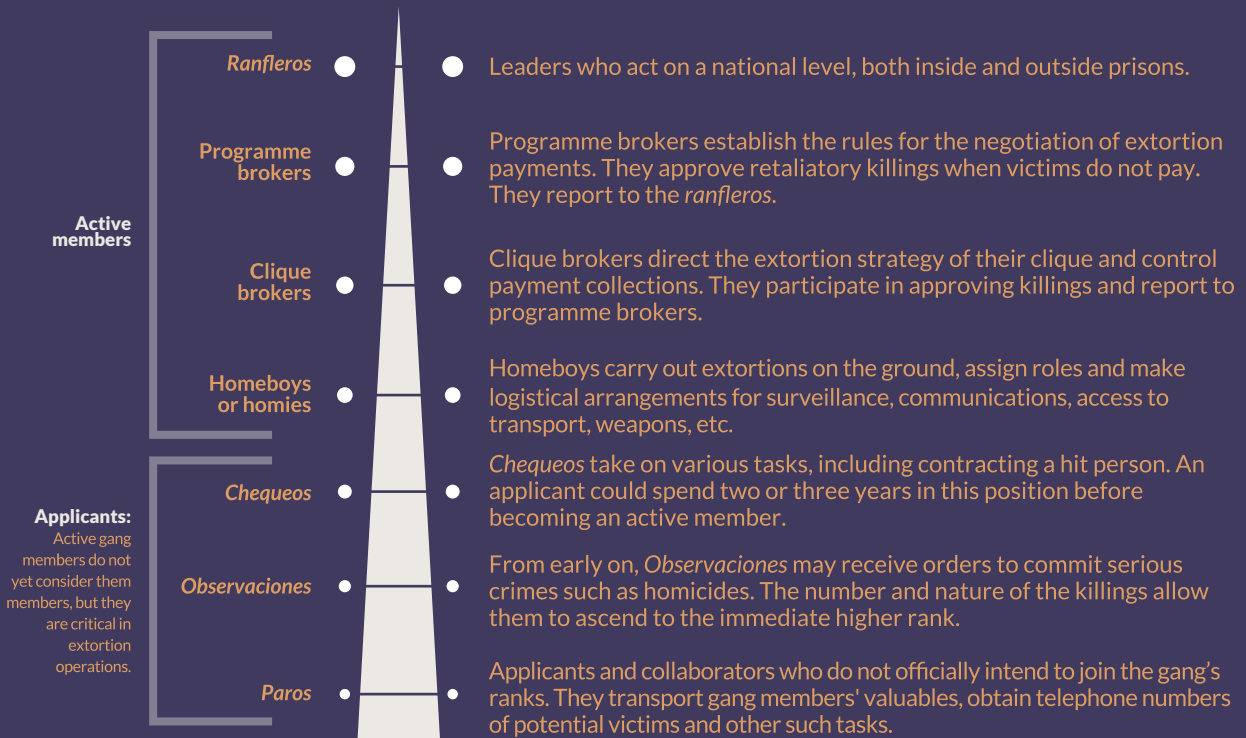 Ranfleros
Leaders who act on a national level, both inside and outside prisons.
Programme
brokers
Programme brokers establish the rules for the negotiation of extortion
payments. They approve retaliatory killings when victims do not pay.
They report to the ranfleros.
Active
members
Clique
brokers
Clique brokers direct the extortion strategy of their clique and control
payment collections. They participate in approving killings and report to
programme brokers.
Homeboys
or homies
Homeboys carry out extortions on the ground, assign roles and make
logistical arrangements for surveillance, communications, access to
transport, weapons, etc.
Applicants:
Active gang
members do not
yet consider them
members, but they
are critical in
extortion
operations.
Chequeos
Chequeos take on various tasks, including contracting a hit person. An
applicant could spend two or three years in this position before
becoming an active member.
Observaciones
From early on, Observaciones may receive orders to commit serious
crimes such as homicides. The number and nature of the killings allow
them to ascend to the immediate higher rank.
Paros
Applicants and collaborators who do not officially intend to join the gang’s
ranks. They transport gang members' valuables, obtain telephone numbers
of potential victims and other such tasks.